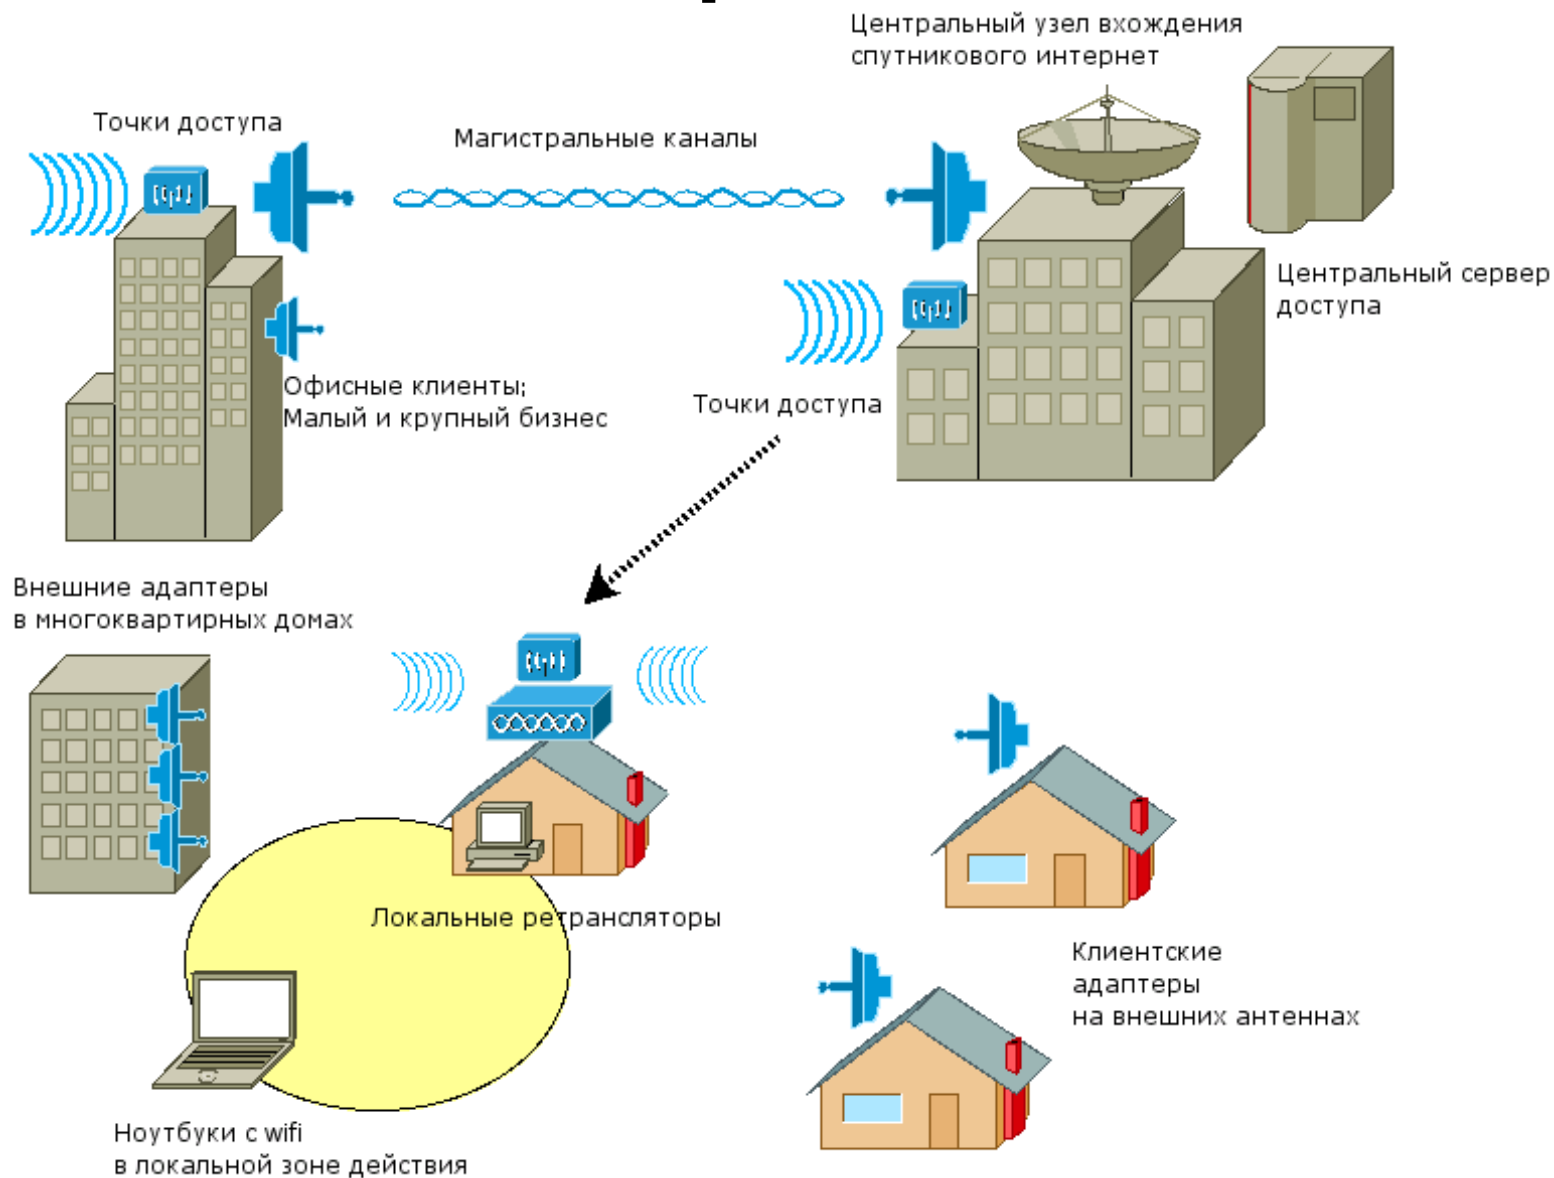 Центральный узел вхождения
спутникового интернет
Точки доступа
Магистральные каналы
Центральный сервер
доступа
Офисные клиенты;
Малый и крупный бизнес
Точки доступа
Внешние адаптеры
в многоквартирных домах
Локальные ретрансляторы
Клиентские
адаптеры
на внешних антеннах
Ноутбуки с wifi
в локальной зоне действия